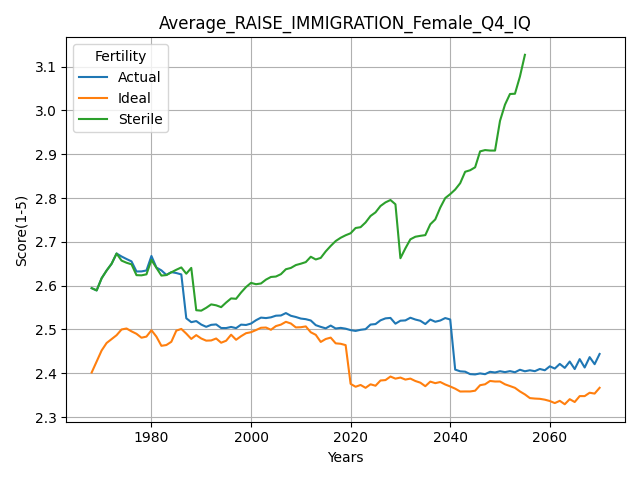 Average_RAISE_IMMIGRATION_Female_Q4_IQ
Fertility
Actual
Ideal
Sterile
Score(1-5)
3.1
3.0
2.9
2.8
2.7
2.6
2.5
2.4
2.3
1980
2000
2020
2040
2060
Years